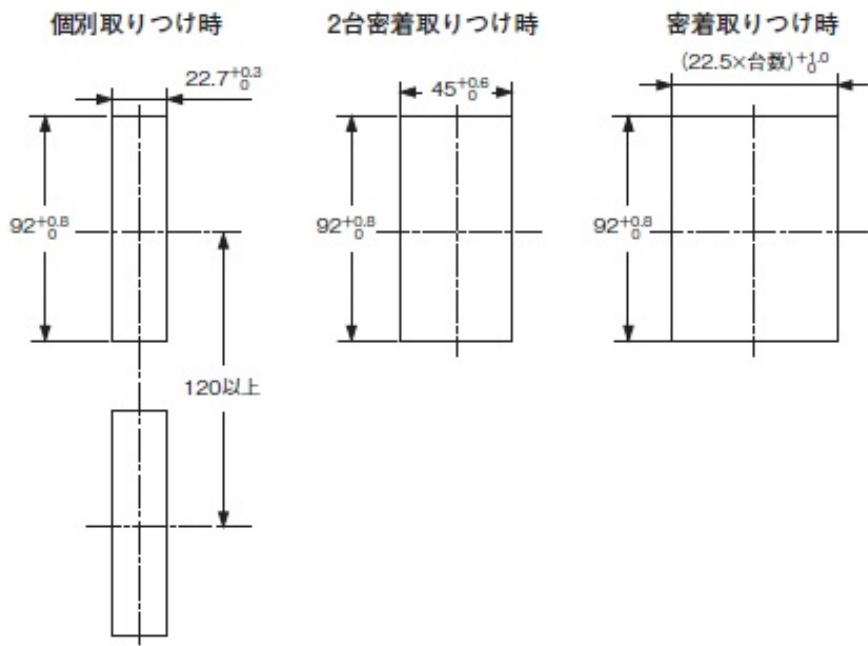 個別取りつけ時
22.7 +0.3 0
92 +0.8 0
120以上
2台密着取りつけ時
45 +0.6 0
92 +0.8 0
密着取りつけ時
(22.5×台数) +1.0 0
92 +0.8 0